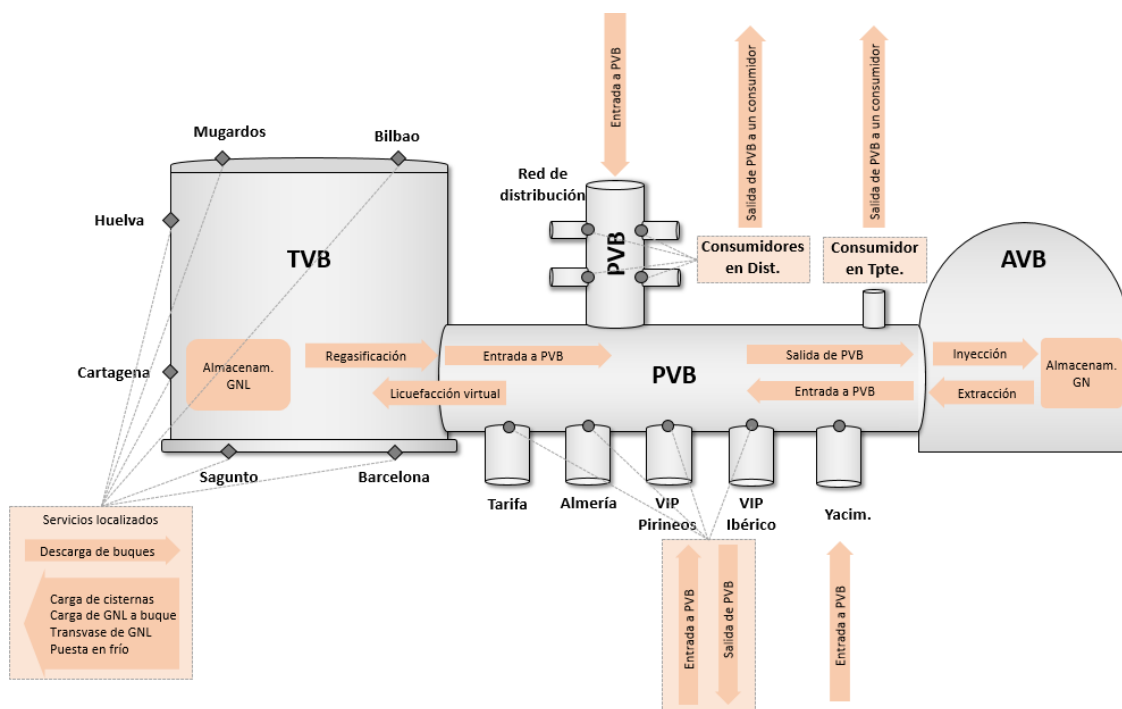 Entrada a PVB
Salida de PVB a un consumidor
Salida de PVB a un consumidor
Mugardos
Bilbao
Red de
distribución
Huelva
TVB
PVB
Consumidores
en Dist.
Consumidor
en Tpte.
AVB
Cartagena
Almacenam.
GNL
Regasificación
Entrada a PVB
Licuefacción virtual
PVB
Salida de PVB
Entrada a PVB
Inyección
Extracción
Almacenam.
GN
Sagunto
Barcelona
Tarifa
Almería
VIP
Pirineos
VIP
Ibérico
Yacim.
Servicios localizados
Descarga de buques
Carga de cisternas
Carga de GNL a buque
Transvase de GNL
Puesta en frío
Entrada a PVB
Salida de PVB
Entrada a PVB